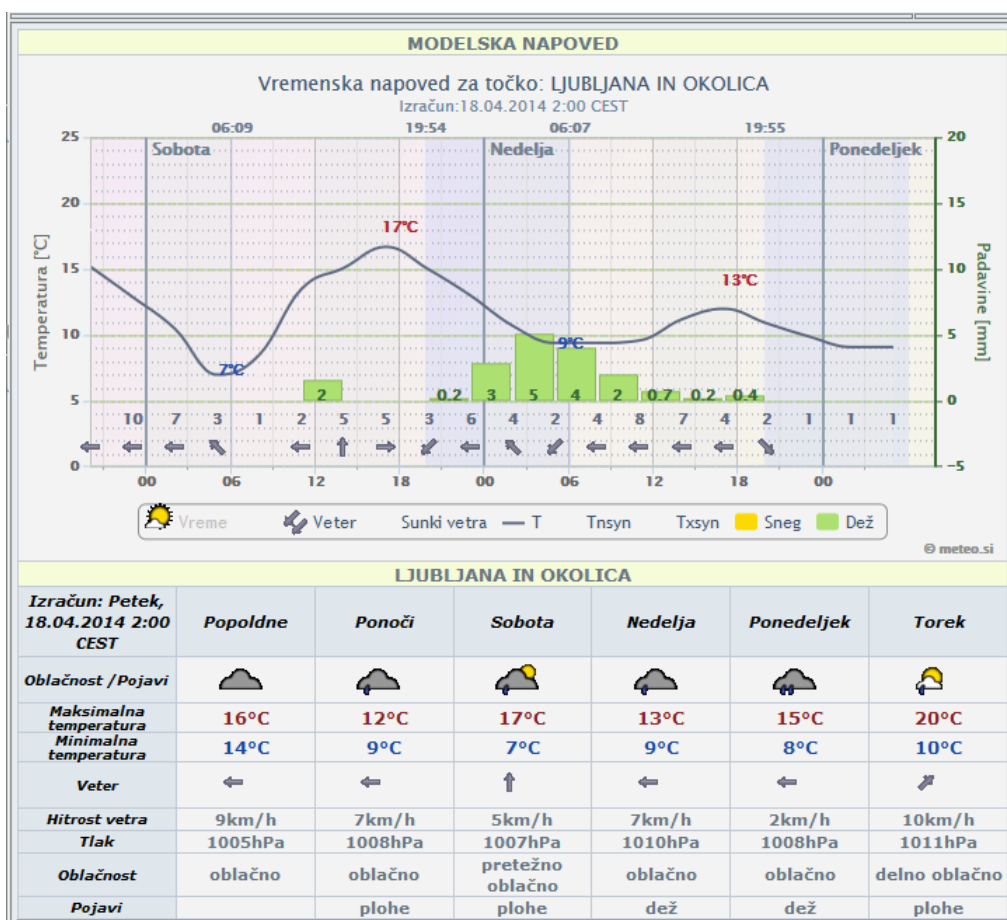 MODELSKA NAPOVED
Vremenska napoved za točko: LJUBLJANA IN OKOLICA
Izračun:18.04.2014 2:00 CEST
06:09 19:54 06:07 19:55
25 Sobota Nedelja Ponedeljek 20
20 15
17°C
15 10
13°C
10 9°C 5
7°C
5 2 0.2 3 5 4 2 0.7 0.2 0.4 0
10 7 3 1 2 5 5 3 6 4 2 4 8 7 4 2 1 1 1
0 -5
00 06 12 18 00 06 12 18 00
Temperatura [°C]
Padavine [mm]
Vreme Veter Sunki vetra T Tnsyn Txsyn Sneg Dež
© meteo.si
LJUBLJANA IN OKOLICA
Izračun: Petek,
18.04.2014 2:00
CEST
Popoldne Ponoči Sobota Nedelja Ponedeljek Torek
Oblačnost /Pojavi
Maksimalna
temperatura
16°C 12°C 17°C 13°C 15°C 20°C
Minimalna
temperatura
14°C 9°C 7°C 9°C 8°C 10°C
Veter
Hitrost vetra 9km/h 7km/h 5km/h 7km/h 2km/h 10km/h
Tlak 1005hPa 1008hPa 1007hPa 1010hPa 1008hPa 1011hPa
Oblačnost oblačno oblačno pretežno oblačno oblačno oblačno delno oblačno
Pojavi plohe plohe dež dež plohe